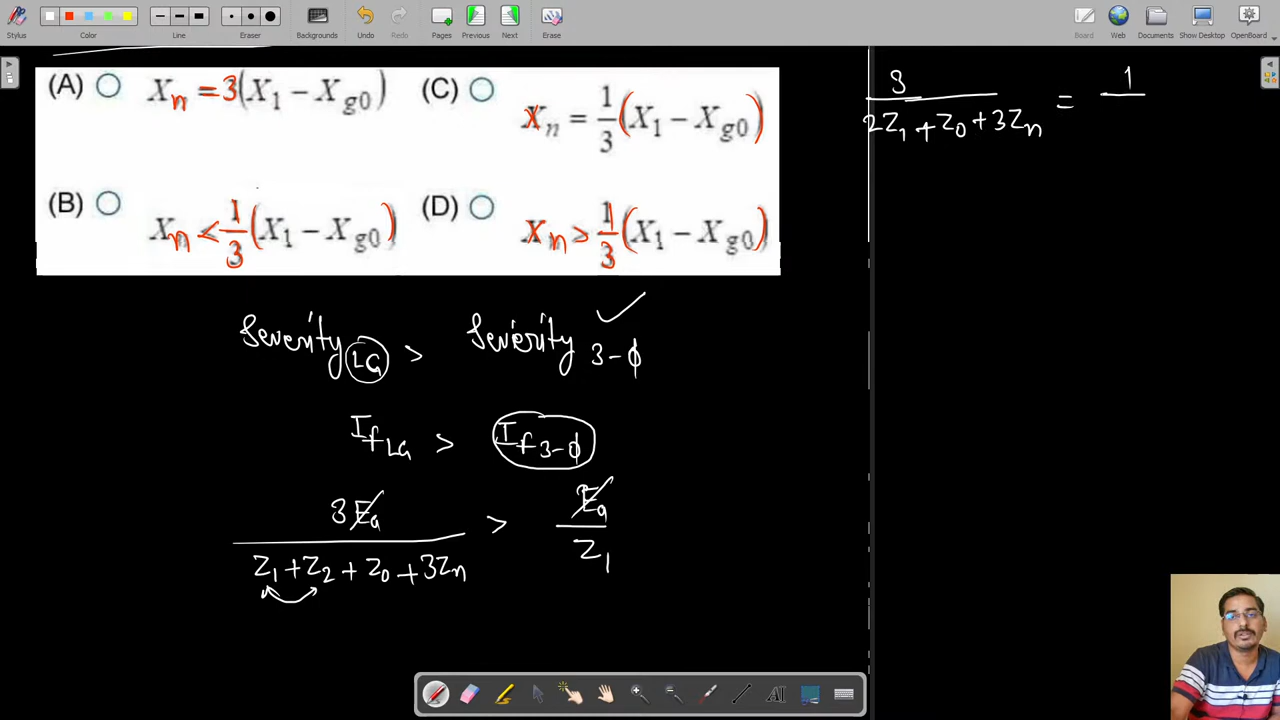 Stylus Color Line Eraser Backgrounds Undo Redo Pages Previous Next Erase Board Web Documents Show Desktop OpenBoard
(A) Xn = 3(X1 − Xg0)
(C) Xn = 1/3 (X1 − Xg0)
(B) Xn < 1/3 (X1 − Xg0)
(D) Xn > 1/3 (X1 − Xg0)
Severity LG > Severity 3-ϕ
If LG > If 3-ϕ
3Ea / (Z1 + Z2 + Z0 + 3Zn) > Ea / Z1
3 / (2Z1 + Z0 + 3Zn) = 1 /